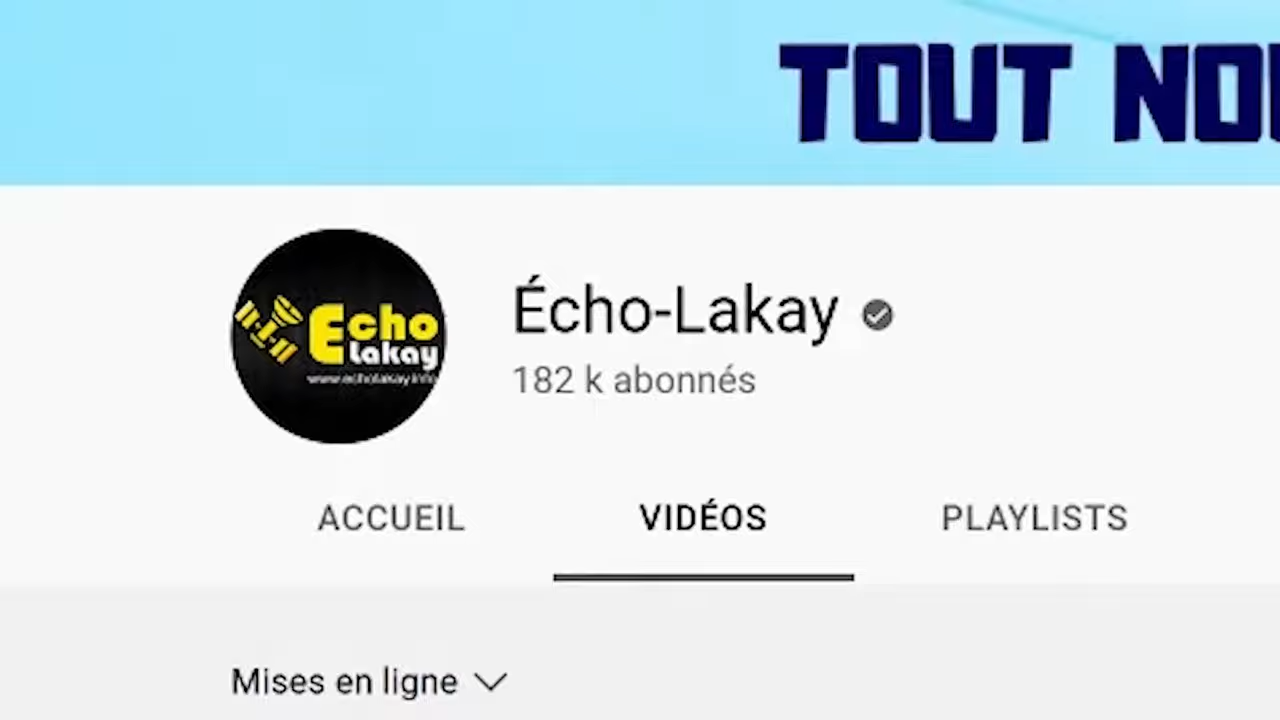 TOUT NO
Echo
Lakay
www.echolakay.info
Écho-Lakay
182 k abonnés
ACCUEIL
VIDÉOS
PLAYLISTS
Mises en ligne